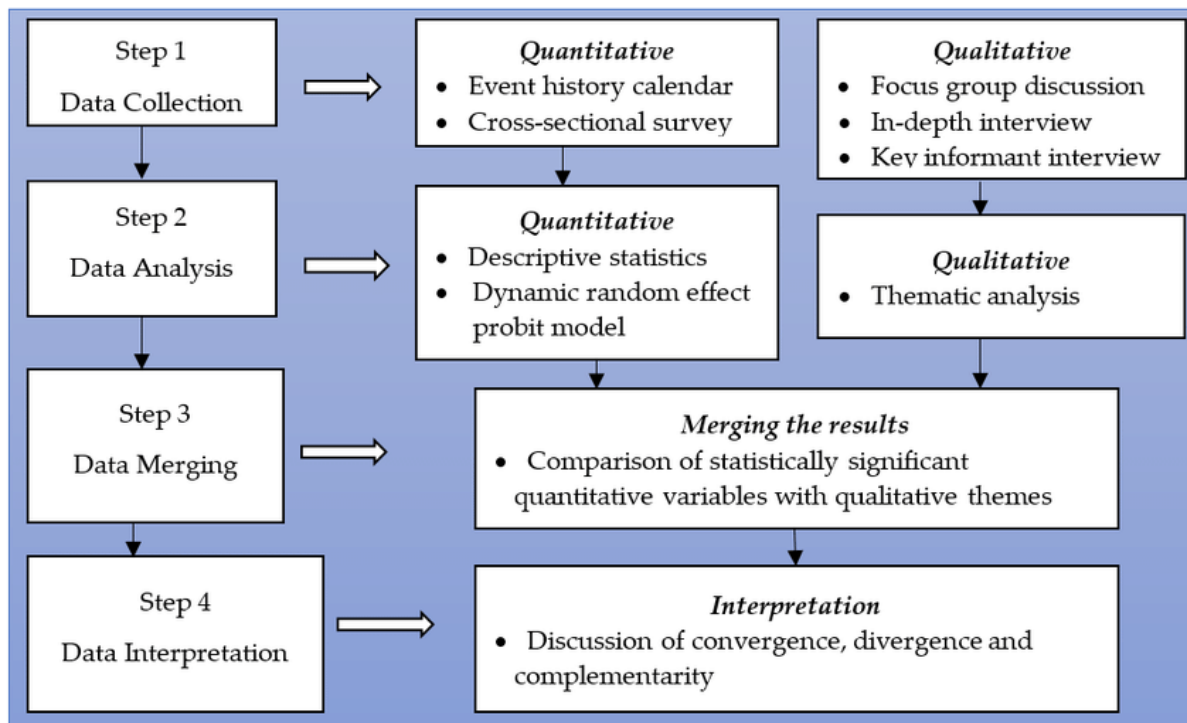 Step 1
Data Collection
Quantitative
• Event history calendar
• Cross-sectional survey
Qualitative
• Focus group discussion
• In-depth interview
• Key informant interview
Step 2
Data Analysis
Quantitative
• Descriptive statistics
• Dynamic random effect
probit model
Qualitative
• Thematic analysis
Step 3
Data Merging
Merging the results
• Comparison of statistically significant
quantitative variables with qualitative themes
Step 4
Data Interpretation
Interpretation
• Discussion of convergence, divergence and
complementarity